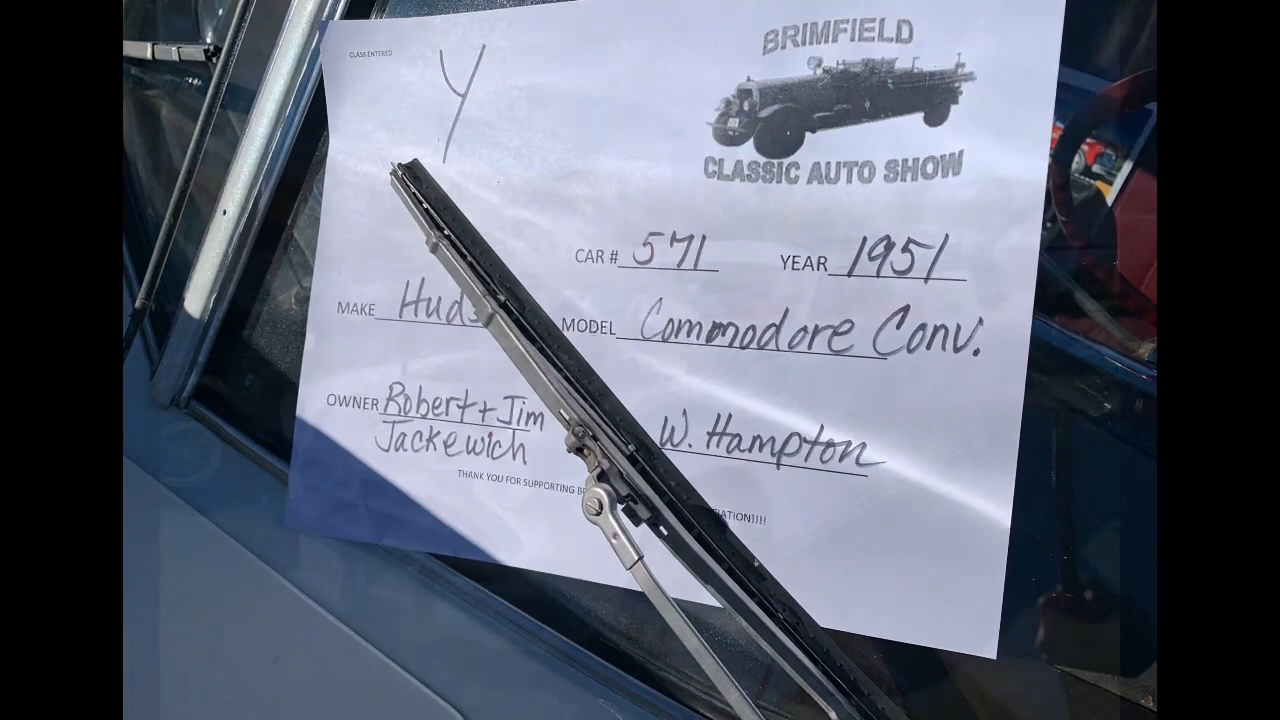 BRIMFIELD
CLASS ENTERED Y
CLASSIC AUTO SHOW
CAR # 571 YEAR 1951
MAKE Huds MODEL Commodore Conv.
OWNER Robert + Jim W. Hampton
Jackewich
THANK YOU FOR SUPPORTING